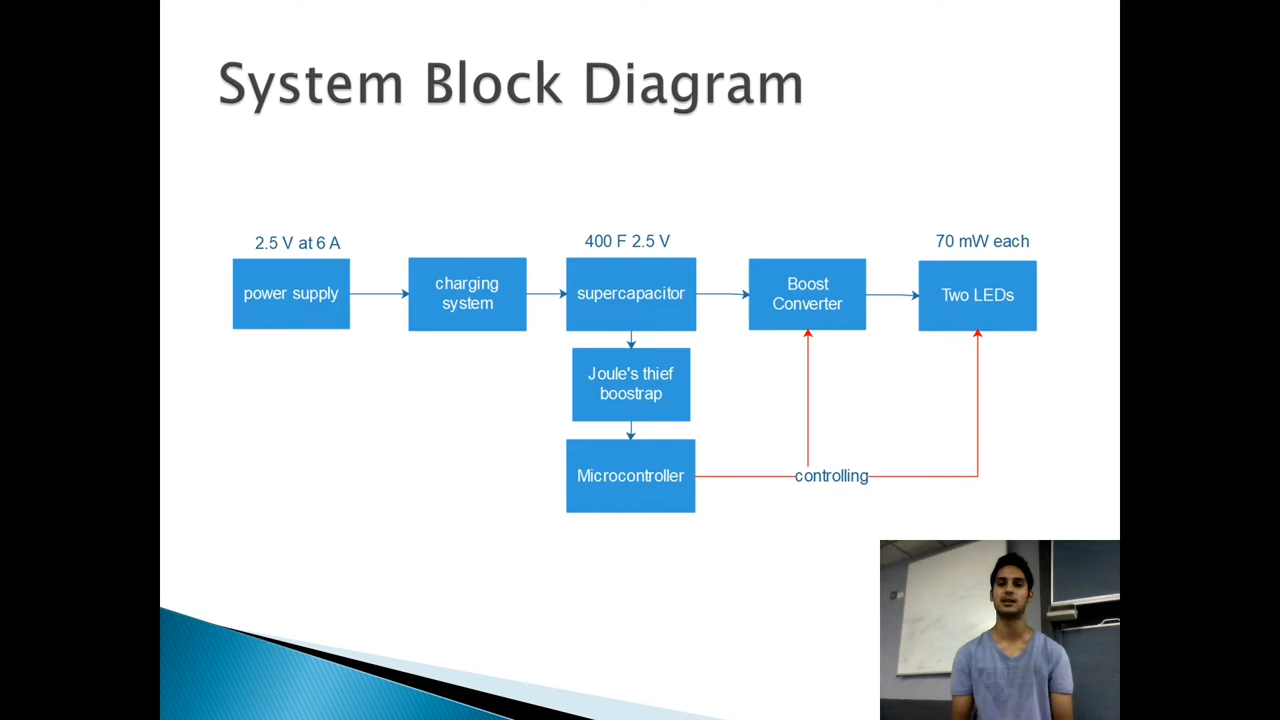 System Block Diagram
2.5 V at 6 A
400 F 2.5 V
70 mW each
power supply
charging
system
supercapacitor
Boost
Converter
Two LEDs
Joule's thief
boostrap
Microcontroller
controlling